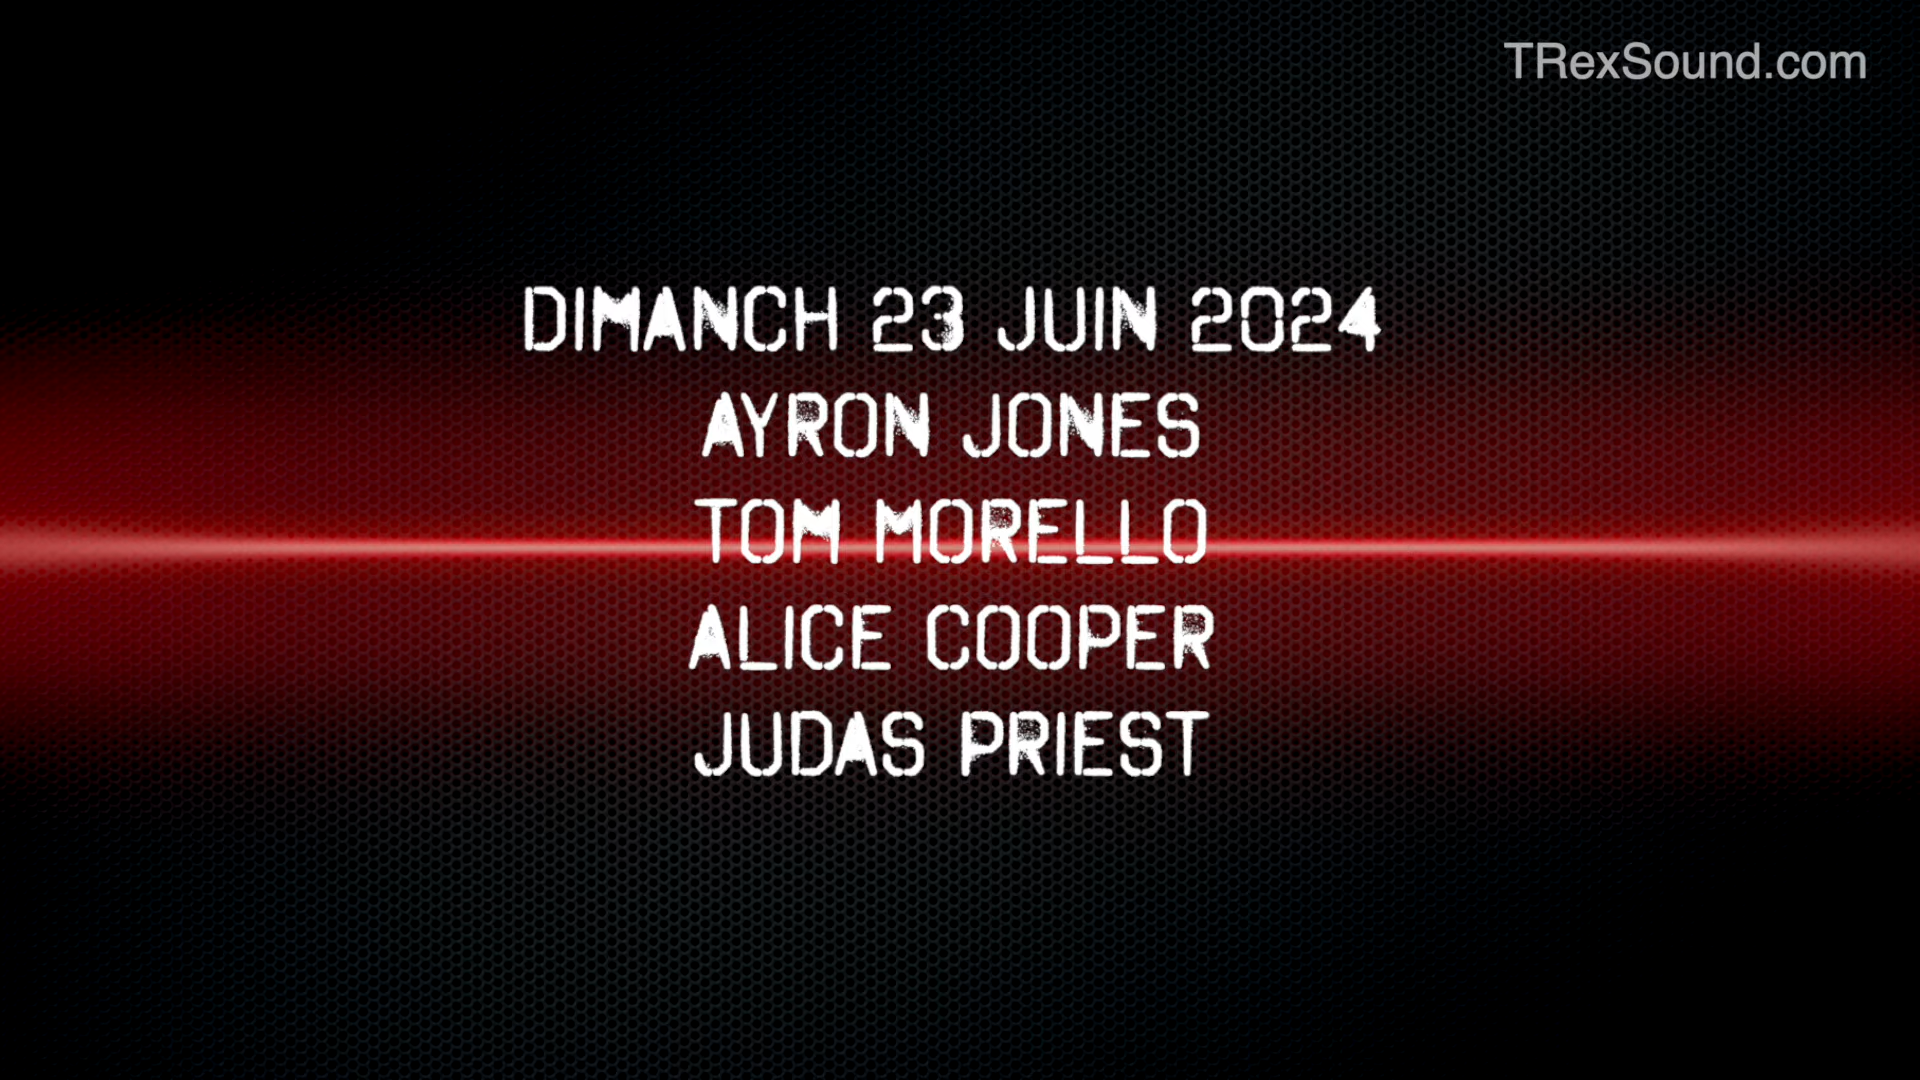 TRexSound.com
DIMANCH 23 JUIN 2024
AYRON JONES
TOM MORELLO
ALICE COOPER
JUDAS PRIEST